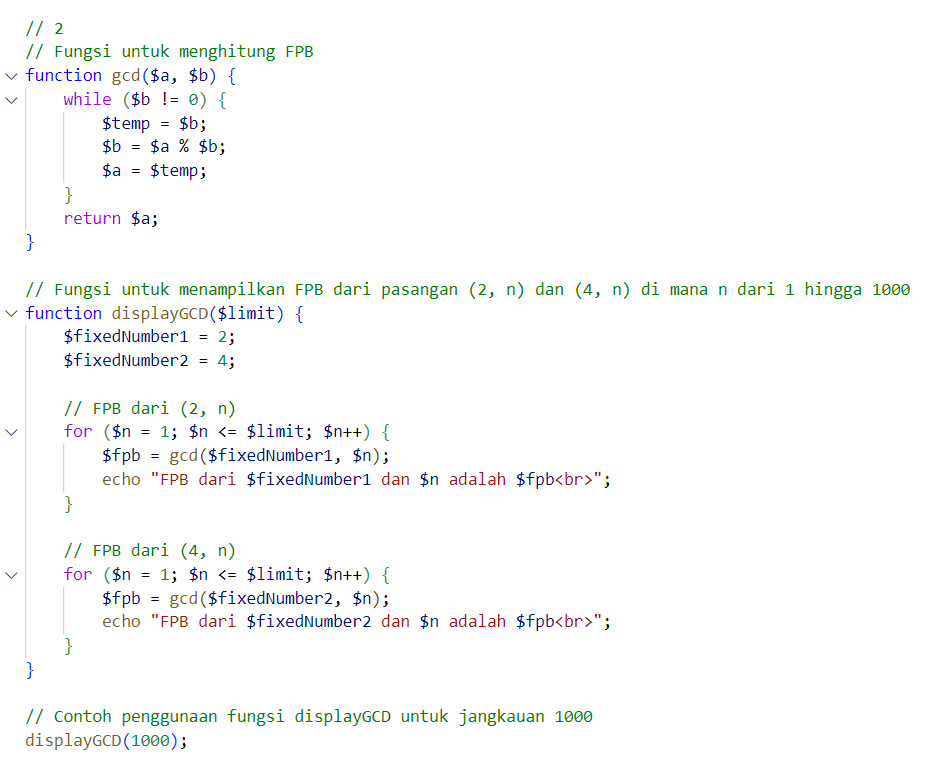 // 2
// Fungsi untuk menghitung FPB
function gcd($a, $b) {
    while ($b != 0) {
        $temp = $b;
        $b = $a % $b;
        $a = $temp;
    }
    return $a;
}

// Fungsi untuk menampilkan FPB dari pasangan (2, n) dan (4, n) di mana n dari 1 hingga 1000
function displayGCD($limit) {
    $fixedNumber1 = 2;
    $fixedNumber2 = 4;

    // FPB dari (2, n)
    for ($n = 1; $n <= $limit; $n++) {
        $fpb = gcd($fixedNumber1, $n);
        echo "FPB dari $fixedNumber1 dan $n adalah $fpb<br>";
    }

    // FPB dari (4, n)
    for ($n = 1; $n <= $limit; $n++) {
        $fpb = gcd($fixedNumber2, $n);
        echo "FPB dari $fixedNumber2 dan $n adalah $fpb<br>";
    }
}

// Contoh penggunaan fungsi displayGCD untuk jangkauan 1000
displayGCD(1000);